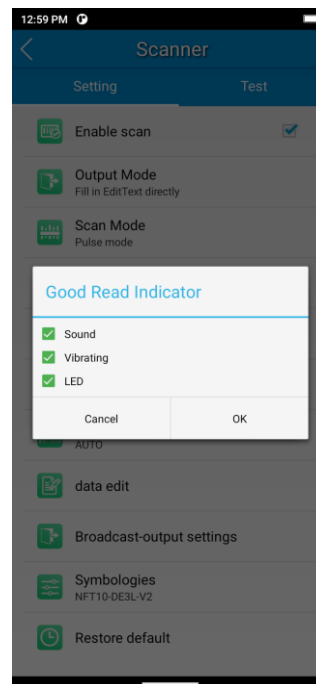 12:59 PM
Scanner
Setting
Test
Enable scan
Output Mode
Fill in EditText directly
Scan Mode
Pulse mode
Good Read Indicator
Sound
Vibrating
LED
Cancel
OK
AUTO
data edit
Broadcast-output settings
Symbologies
NFT10-DE3L-V2
Restore default